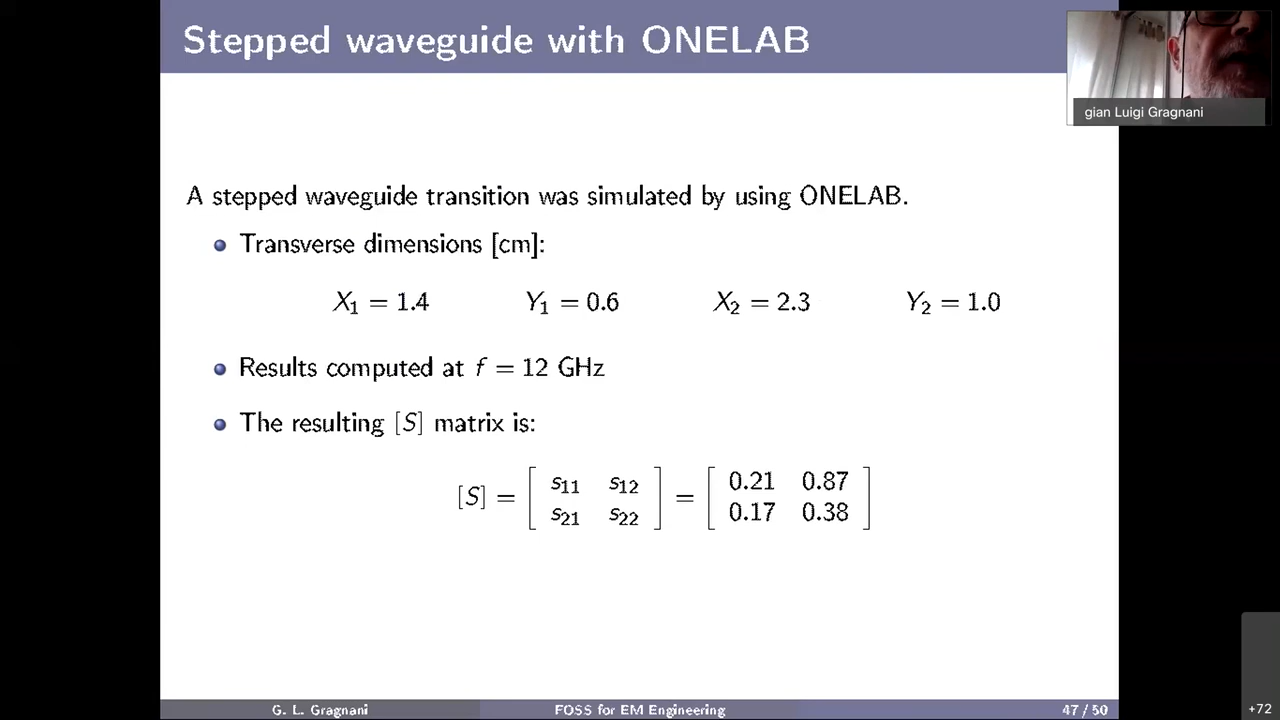 Stepped waveguide with ONELAB
gian Luigi Gragnani
A stepped waveguide transition was simulated by using ONELAB.
Transverse dimensions [cm]:
X₁ = 1.4 Y₁ = 0.6 X₂ = 2.3 Y₂ = 1.0
Results computed at f = 12 GHz
The resulting [S] matrix is:
[S] = [ s₁₁ s₁₂ ] = [ 0.21 0.87 ]
[ s₂₁ s₂₂ ] [ 0.17 0.38 ]
G. L. Gragnani FOSS for EM Engineering 47 / 50
+72